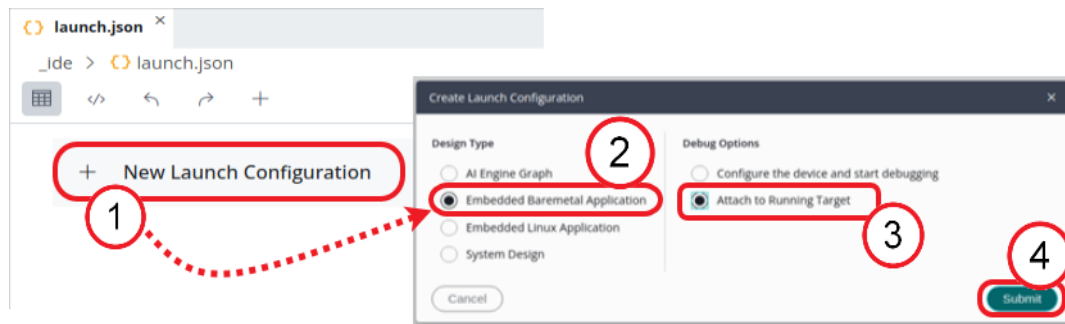 {} launch.json ×
_ide > {} launch.json
</>
+ New Launch Configuration
1
Create Launch Configuration ×
Design Type
2
AI Engine Graph
Embedded Baremetal Application
Embedded Linux Application
System Design
Cancel
Debug Options
Configure the device and start debugging
Attach to Running Target
3
4
Submit